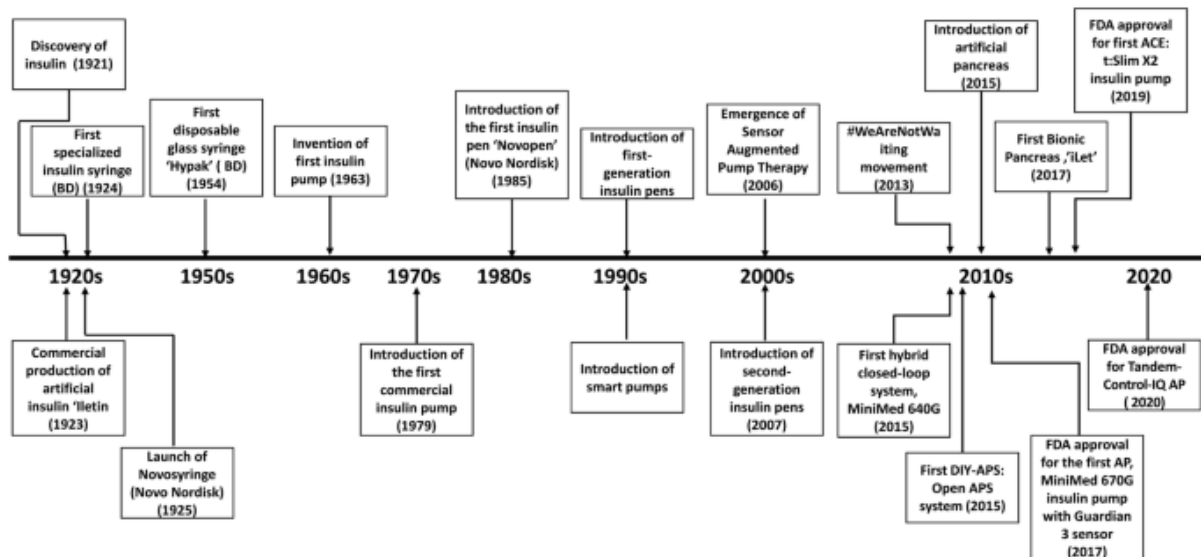 Discovery of
insulin (1921)
First
specialized
insulin syringe
(BD) (1924)
First
disposable
glass syringe
‘Hypak’ ( BD)
(1954)
Invention of
first insulin
pump (1963)
Introduction of
the first insulin
pen ‘Novopen’
(Novo Nordisk)
(1985)
Introduction
of first-
generation
insulin pens
Emergence of
Sensor
Augmented
Pump Therapy
(2006)
#WeAreNotWa
iting
movement
(2013)
Introduction of
artificial
pancreas
(2015)
First Bionic
Pancreas ,’iLet’
(2017)
FDA approval
for first ACE:
t:Slim X2
insulin pump
(2019)
1920s
1950s
1960s
1970s
1980s
1990s
2000s
2010s
2020
Commercial
production of
artificial
insulin ‘Iletin
(1923)
Launch of
Novosyringe
(Novo Nordisk)
(1925)
Introduction of
the first
commercial
insulin pump
(1979)
Introduction of
smart pumps
Introduction of
second-
generation
insulin pens
(2007)
First hybrid
closed-loop
system,
MiniMed 640G
(2015)
First DIY-APS:
Open APS
system (2015)
FDA approval
for the first AP,
MiniMed 670G
insulin pump
with Guardian
3 sensor
(2017)
FDA approval
for Tandem-
Control-IQ AP
( 2020)